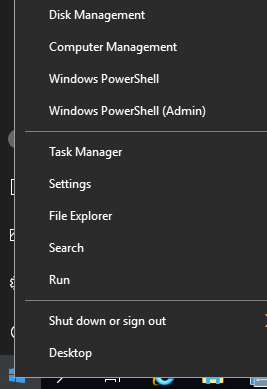 Disk Management
Computer Management
Windows PowerShell
Windows PowerShell (Admin)
Task Manager
Settings
File Explorer
Search
Run
Shut down or sign out
Desktop